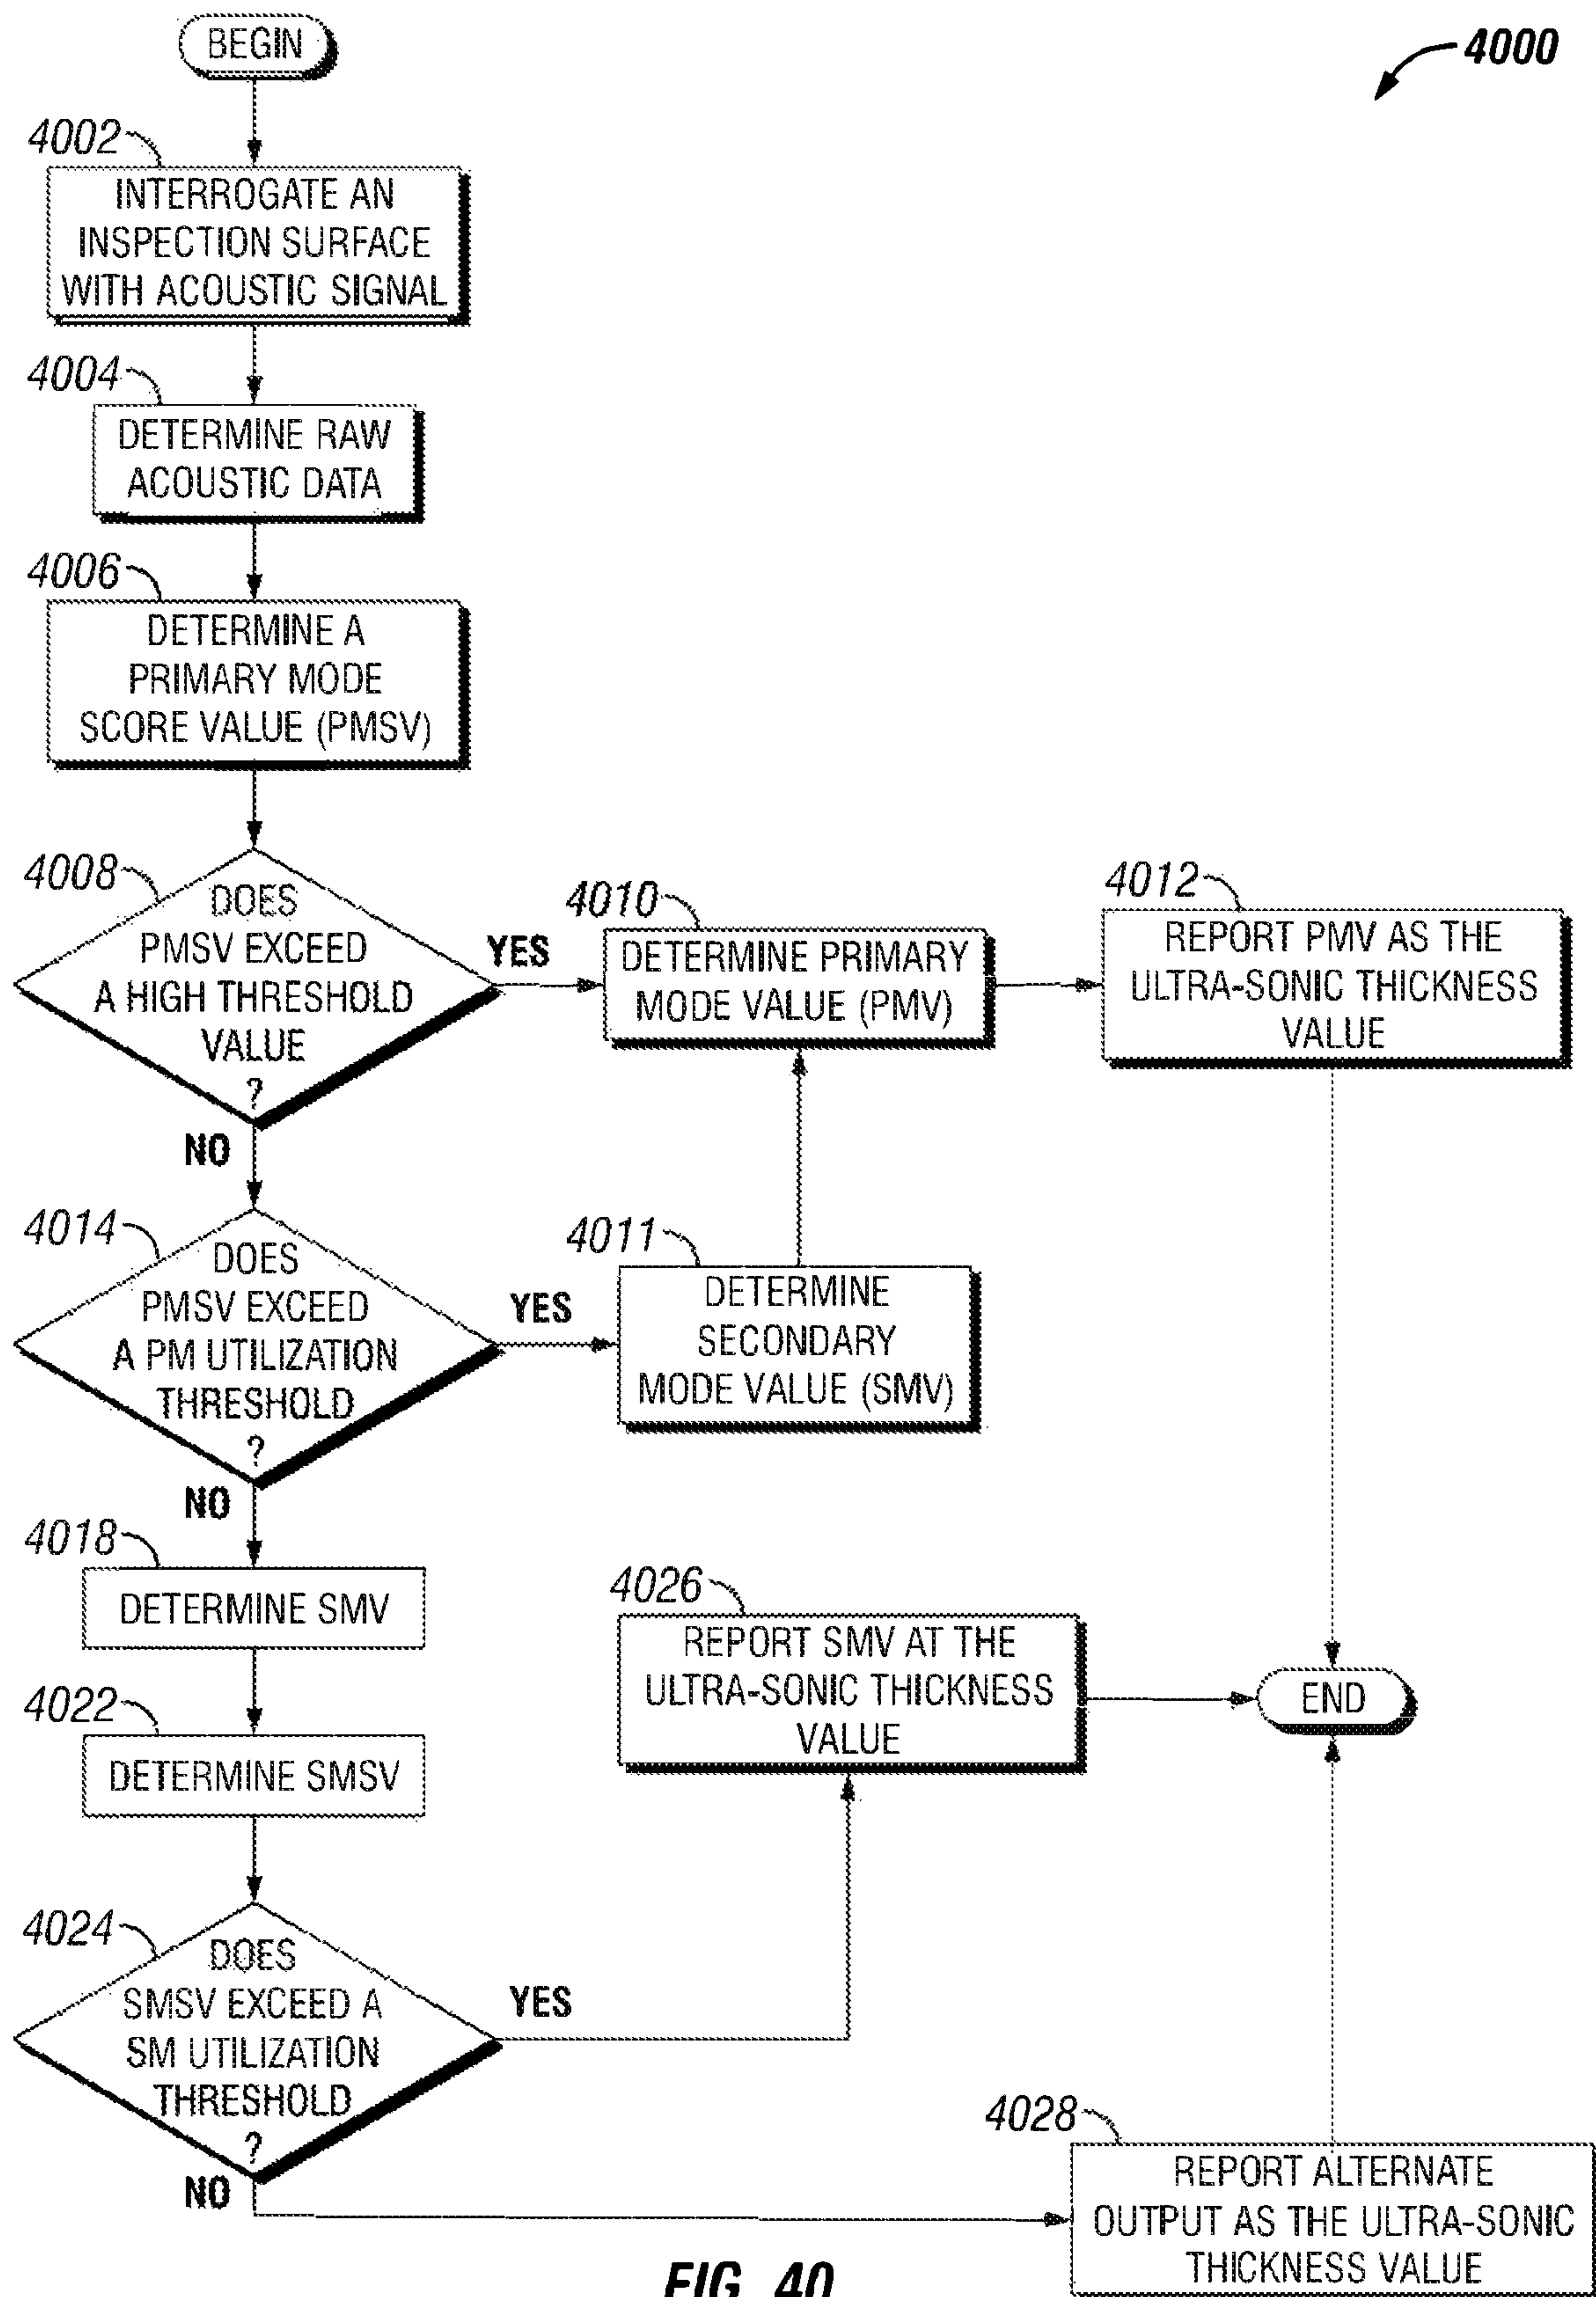 BEGIN
4000
4002
INTERROGATE AN
INSPECTION SURFACE
WITH ACOUSTIC SIGNAL
4004
DETERMINE RAW
ACOUSTIC DATA
4006
DETERMINE A
PRIMARY MODE
SCORE VALUE (PMSV)
4008
DOES
PMSV EXCEED
A HIGH THRESHOLD
VALUE
?
YES
NO
4010
DETERMINE PRIMARY
MODE VALUE (PMV)
4012
REPORT PMV AS THE
ULTRA-SONIC THICKNESS
VALUE
4014
DOES
PMSV EXCEED
A PM UTILIZATION
THRESHOLD
?
YES
NO
4011
DETERMINE
SECONDARY
MODE VALUE (SMV)
4018
DETERMINE SMV
4022
DETERMINE SMSV
4026
REPORT SMV AT THE
ULTRA-SONIC THICKNESS
VALUE
END
4024
DOES
SMSV EXCEED A
SM UTILIZATION
THRESHOLD
?
YES
NO
4028
REPORT ALTERNATE
OUTPUT AS THE ULTRA-SONIC
THICKNESS VALUE
FIG. 40